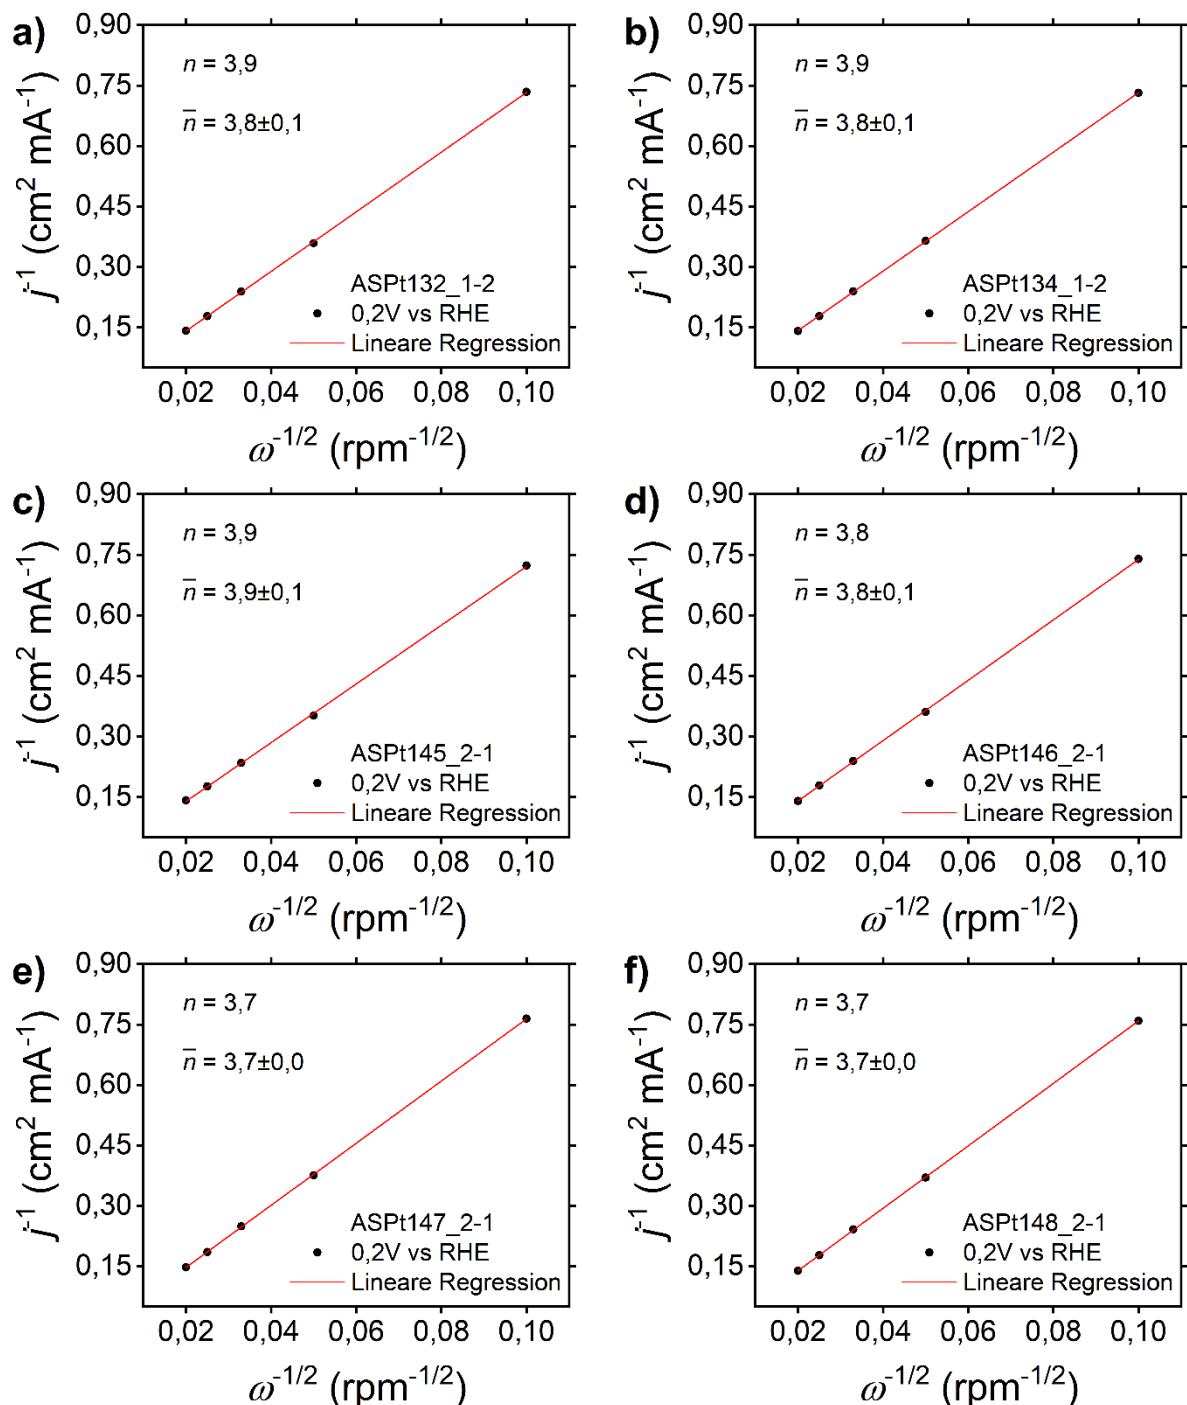 a)
n = 3,9
n̅ = 3,8±0,1
0,90
0,75
0,60
0,45
0,30
0,15
j⁻¹ (cm² mA⁻¹)
ASPt132_1-2
0,2V vs RHE
Lineare Regression
0,02 0,04 0,06 0,08 0,10
ω⁻¹/² (rpm⁻¹/²)
b)
n = 3,9
n̅ = 3,8±0,1
0,90
0,75
0,60
0,45
0,30
0,15
j⁻¹ (cm² mA⁻¹)
ASPt134_1-2
0,2V vs RHE
Lineare Regression
0,02 0,04 0,06 0,08 0,10
ω⁻¹/² (rpm⁻¹/²)
c)
n = 3,9
n̅ = 3,9±0,1
0,90
0,75
0,60
0,45
0,30
0,15
j⁻¹ (cm² mA⁻¹)
ASPt145_2-1
0,2V vs RHE
Lineare Regression
0,02 0,04 0,06 0,08 0,10
ω⁻¹/² (rpm⁻¹/²)
d)
n = 3,8
n̅ = 3,8±0,1
0,90
0,75
0,60
0,45
0,30
0,15
j⁻¹ (cm² mA⁻¹)
ASPt146_2-1
0,2V vs RHE
Lineare Regression
0,02 0,04 0,06 0,08 0,10
ω⁻¹/² (rpm⁻¹/²)
e)
n = 3,7
n̅ = 3,7±0,0
0,90
0,75
0,60
0,45
0,30
0,15
j⁻¹ (cm² mA⁻¹)
ASPt147_2-1
0,2V vs RHE
Lineare Regression
0,02 0,04 0,06 0,08 0,10
ω⁻¹/² (rpm⁻¹/²)
f)
n = 3,7
n̅ = 3,7±0,0
0,90
0,75
0,60
0,45
0,30
0,15
j⁻¹ (cm² mA⁻¹)
ASPt148_2-1
0,2V vs RHE
Lineare Regression
0,02 0,04 0,06 0,08 0,10
ω⁻¹/² (rpm⁻¹/²)